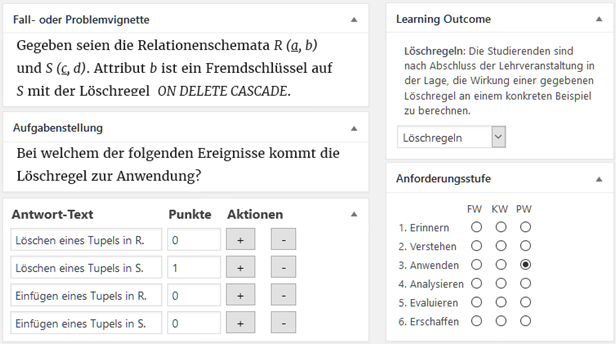 Fall- oder Problemvignette
Gegeben seien die Relationenschemata R (a, b)
und S (c, d). Attribut b ist ein Fremdschlüssel auf
S mit der Löschregel ON DELETE CASCADE.
Aufgabenstellung
Bei welchem der folgenden Ereignisse kommt die
Löschregel zur Anwendung?
Antwort-Text Punkte Aktionen
Löschen eines Tupels in R. 0 + -
Löschen eines Tupels in S. 1 + -
Einfügen eines Tupels in R. 0 + -
Einfügen eines Tupels in S. 0 + -
Learning Outcome
Löschregeln: Die Studierenden sind
nach Abschluss der Lehrveranstaltung in
der Lage, die Wirkung einer gegebenen
Löschregel an einem konkreten Beispiel
zu berechnen.
Löschregeln
Anforderungsstufe
FW KW PW
1. Erinnern
2. Verstehen
3. Anwenden
4. Analysieren
5. Evaluieren
6. Erschaffen